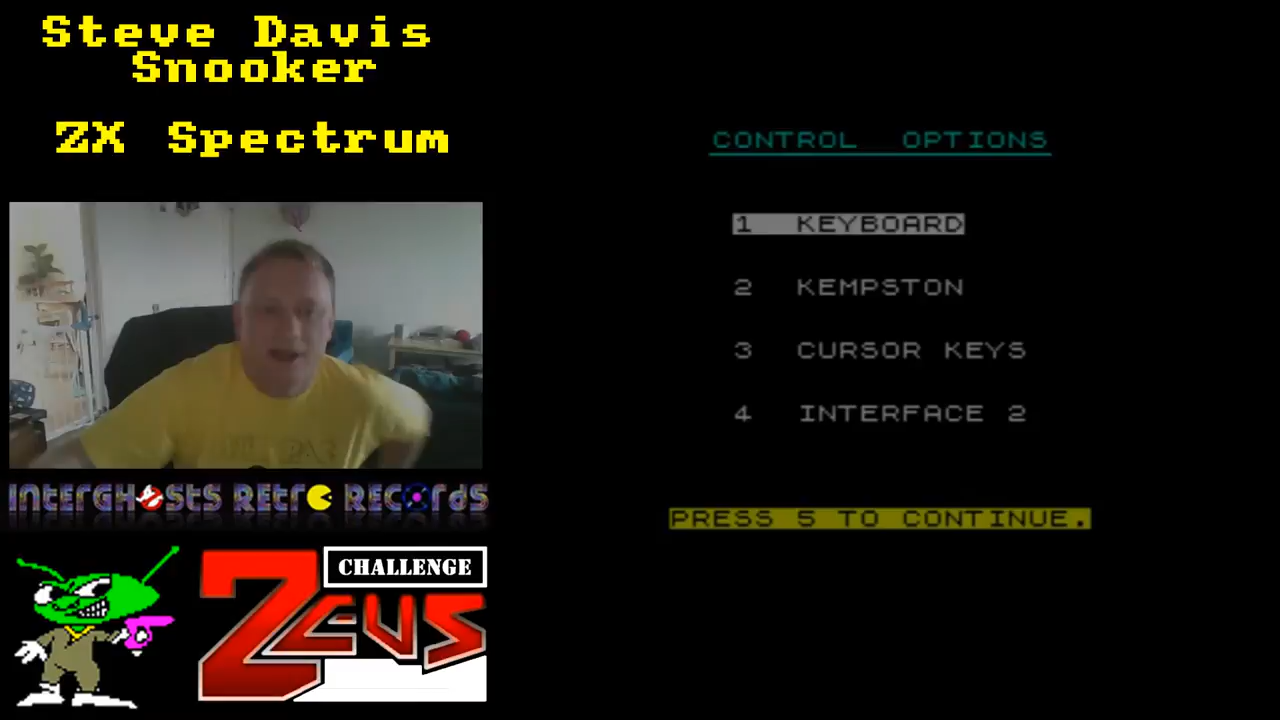 Steve Davis
Snooker
ZX Spectrum
INTERGHOSTS RETRO RECORDS
CHALLENGE
ZEUS
CONTROL OPTIONS
1 KEYBOARD
2 KEMPSTON
3 CURSOR KEYS
4 INTERFACE 2
PRESS 5 TO CONTINUE.